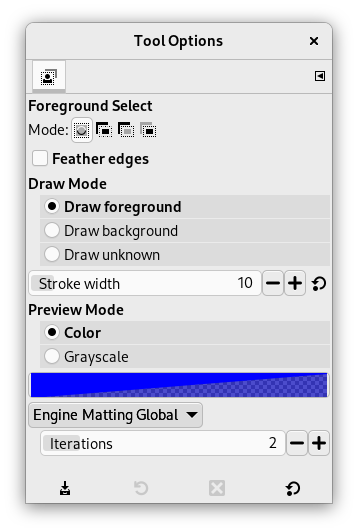 Tool Options
Foreground Select
Mode:
Feather edges
Draw Mode
Draw foreground
Draw background
Draw unknown
Stroke width 10
Preview Mode
Color
Grayscale
Engine Matting Global
Iterations 2